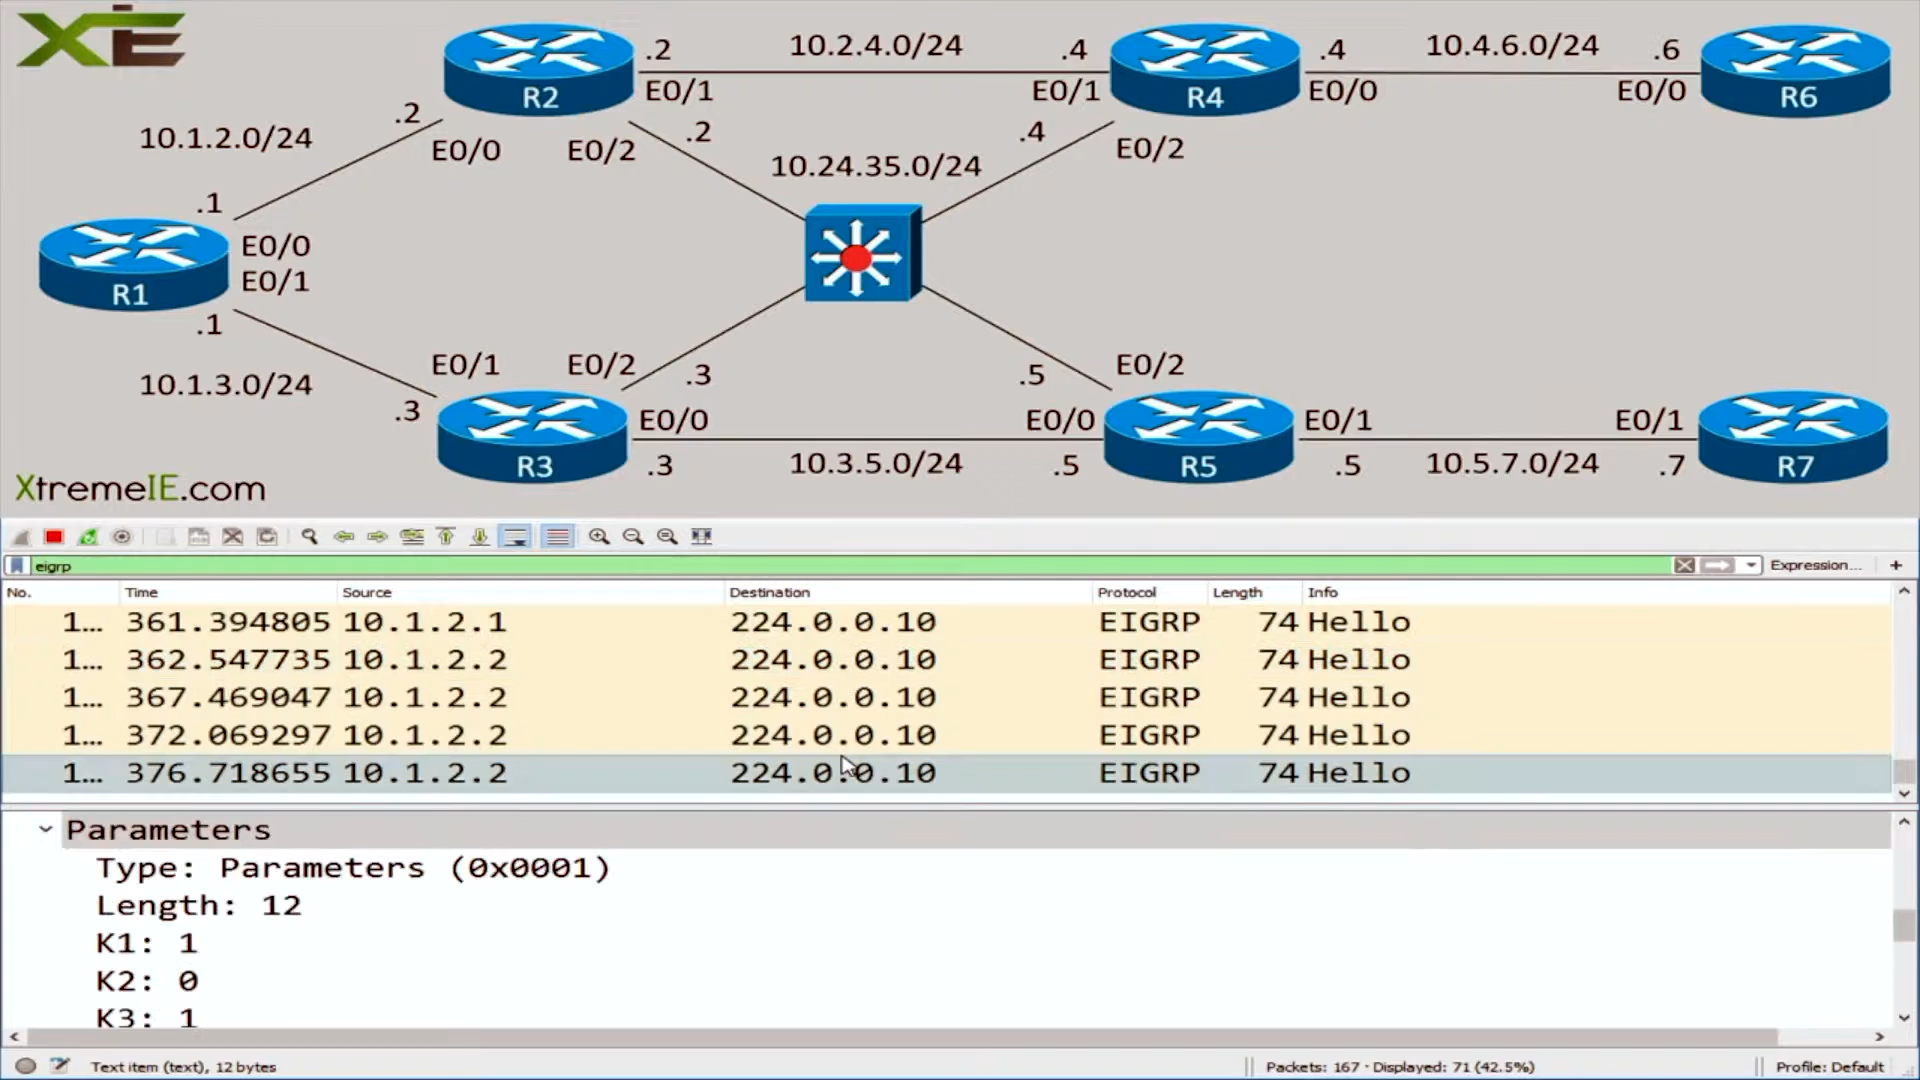 XIE
R2
.2
10.2.4.0/24
.4
R4
.4
10.4.6.0/24
.6
R6
E0/1
E0/1
E0/0
E0/0
.2
10.1.2.0/24
E0/0
E0/2
.2
10.24.35.0/24
.4
E0/2
.1
R1
E0/0
E0/1
.1
10.1.3.0/24
.3
E0/1
E0/2
.3
.5
E0/2
R3
E0/0
.3
10.3.5.0/24
E0/0
.5
R5
E0/1
.5
10.5.7.0/24
E0/1
.7
R7
XtremeIE.com
eigrp
Expression... +
No. Time Source Destination Protocol Length Info
1... 361.394805 10.1.2.1 224.0.0.10 EIGRP 74 Hello
1... 362.547735 10.1.2.2 224.0.0.10 EIGRP 74 Hello
1... 367.469047 10.1.2.2 224.0.0.10 EIGRP 74 Hello
1... 372.069297 10.1.2.2 224.0.0.10 EIGRP 74 Hello
1... 376.718655 10.1.2.2 224.0.0.10 EIGRP 74 Hello
Parameters
Type: Parameters (0x0001)
Length: 12
K1: 1
K2: 0
K3: 1
Text item (text), 12 bytes
Packets: 167 · Displayed: 71 (42.5%)
Profile: Default